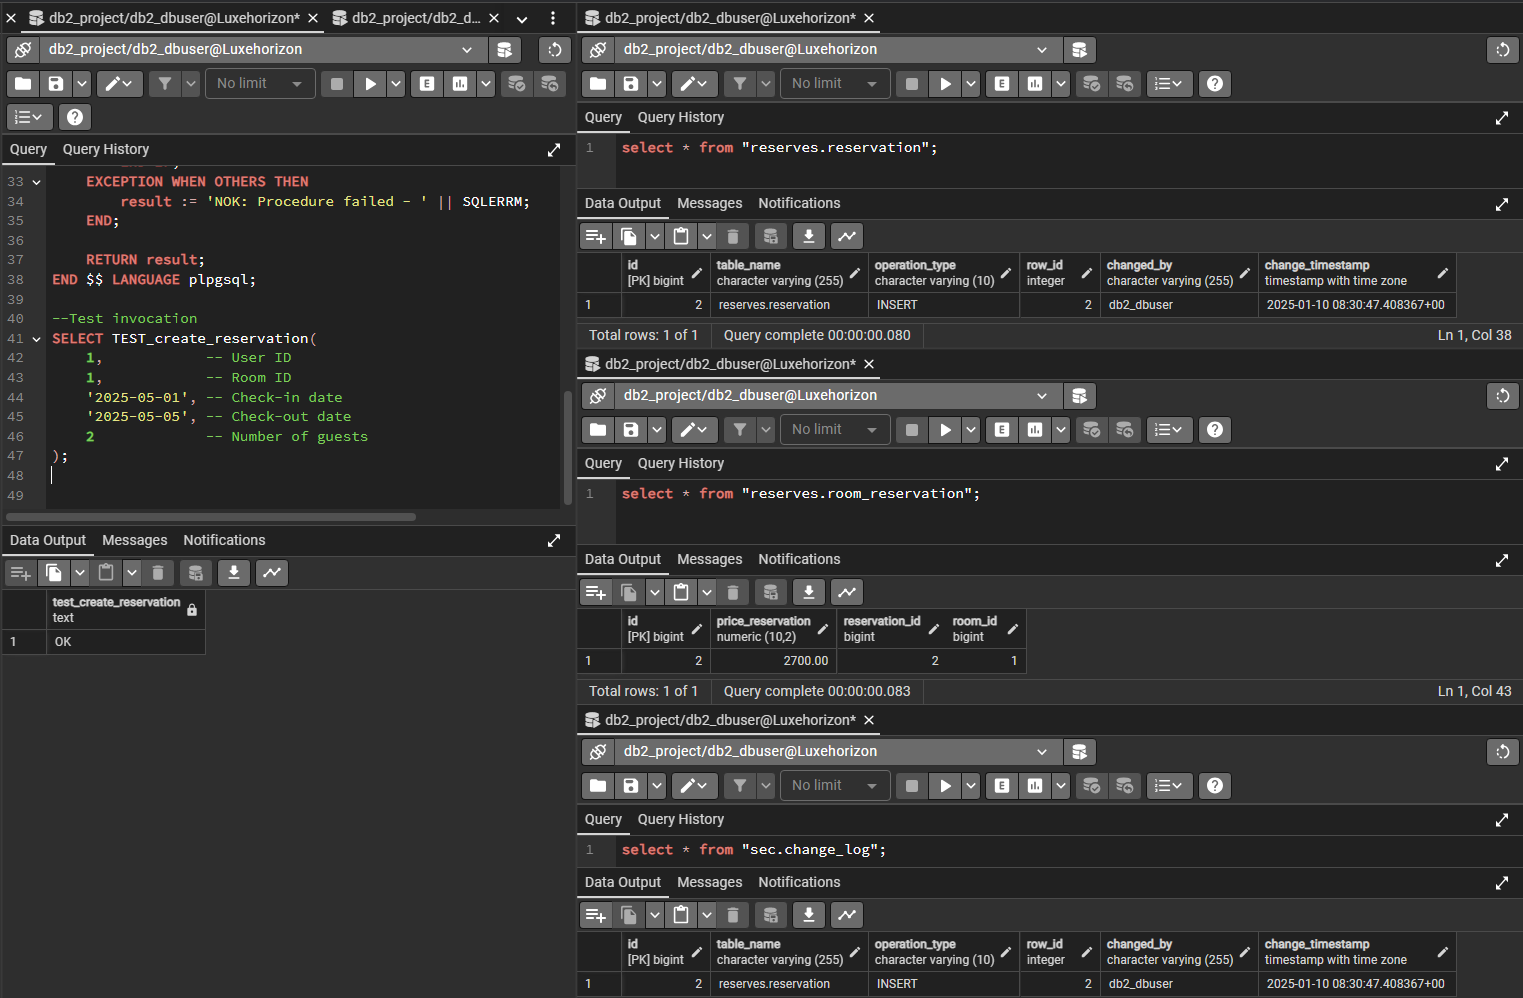 db2_project/db2_dbuser@Luxehorizon*
db2_project/db2_d...
db2_project/db2_dbuser@Luxehorizon
No limit
E
Query
Query History
33
EXCEPTION WHEN OTHERS THEN
34
result := 'NOK: Procedure failed - ' || SQLERRM;
35
END;
36
37
RETURN result;
38
END $$ LANGUAGE plpgsql;
39
40
--Test invocation
41
SELECT TEST_create_reservation(
42
1, -- User ID
43
1, -- Room ID
44
'2025-05-01', -- Check-in date
45
'2025-05-05', -- Check-out date
46
2 -- Number of guests
47
);
48
49
Data Output
Messages
Notifications
test_create_reservation
text
1
OK
db2_project/db2_dbuser@Luxehorizon*
db2_project/db2_dbuser@Luxehorizon
No limit
E
Query
Query History
1
select * from "reserves.reservation";
Data Output
Messages
Notifications
id
[PK] bigint
table_name
character varying (255)
operation_type
character varying (10)
row_id
integer
changed_by
character varying (255)
change_timestamp
timestamp with time zone
1
2
reserves.reservation
INSERT
2
db2_dbuser
2025-01-10 08:30:47.408367+00
Total rows: 1 of 1
Query complete 00:00:00.080
Ln 1, Col 38
db2_project/db2_dbuser@Luxehorizon*
db2_project/db2_dbuser@Luxehorizon
No limit
E
Query
Query History
1
select * from "reserves.room_reservation";
Data Output
Messages
Notifications
id
[PK] bigint
price_reservation
numeric (10,2)
reservation_id
bigint
room_id
bigint
1
2
2700.00
2
1
Total rows: 1 of 1
Query complete 00:00:00.083
Ln 1, Col 43
db2_project/db2_dbuser@Luxehorizon*
db2_project/db2_dbuser@Luxehorizon
No limit
E
Query
Query History
1
select * from "sec.change_log";
Data Output
Messages
Notifications
id
[PK] bigint
table_name
character varying (255)
operation_type
character varying (10)
row_id
integer
changed_by
character varying (255)
change_timestamp
timestamp with time zone
1
2
reserves.reservation
INSERT
2
db2_dbuser
2025-01-10 08:30:47.408367+00